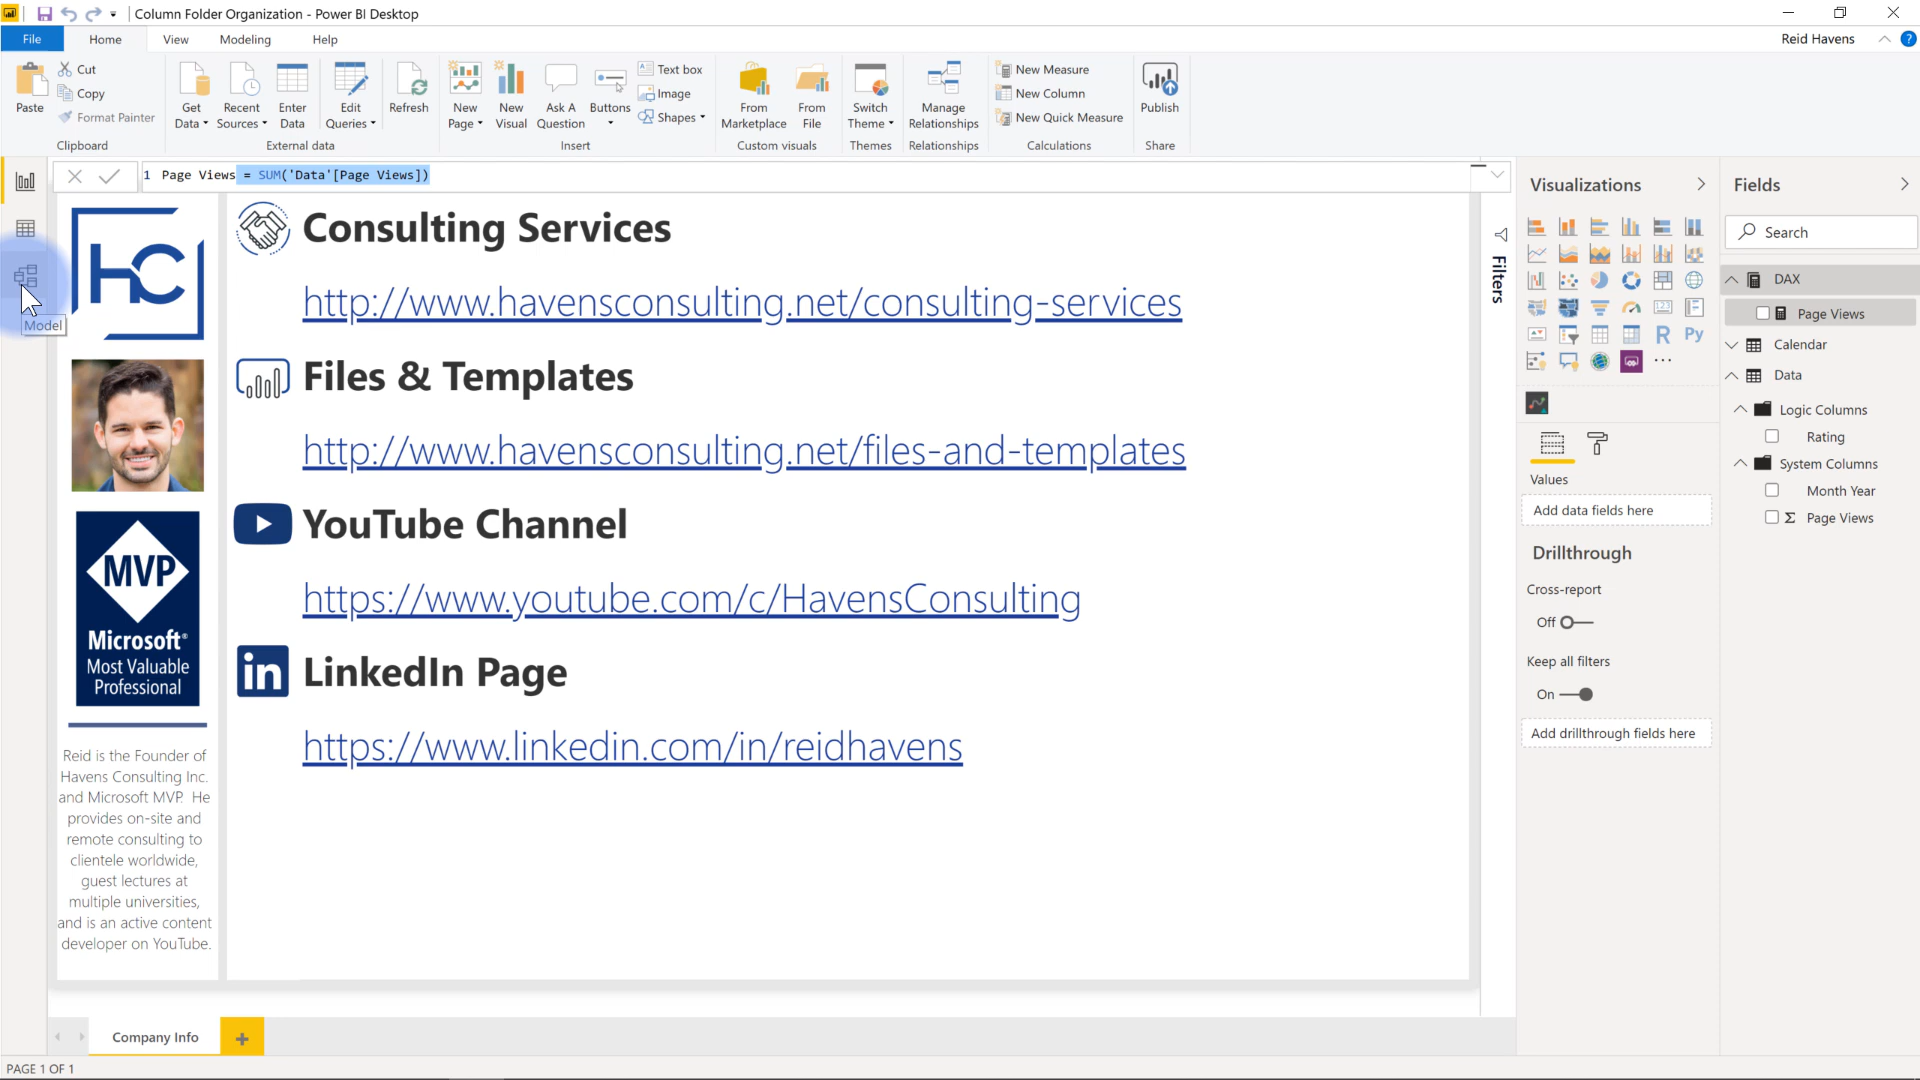 Column Folder Organization - Power BI Desktop
File
Home
View
Modeling
Help
Reid Havens
Paste
Cut
Copy
Format Painter
Clipboard
Get Data
Recent Sources
Enter Data
Edit Queries
Refresh
External data
New Page
New Visual
Ask A Question
Buttons
Text box
Image
Shapes
Insert
From Marketplace
From File
Custom visuals
Switch Theme
Themes
Manage Relationships
Relationships
New Measure
New Column
New Quick Measure
Calculations
Publish
Share
1 Page Views = SUM('Data'[Page Views])
Model
hC
MVP
Microsoft®
Most Valuable
Professional
Reid is the Founder of
Havens Consulting Inc.
and Microsoft MVP. He
provides on-site and
remote consulting to
clientele worldwide,
guest lectures at
multiple universities,
and is an active content
developer on YouTube.
Consulting Services
http://www.havensconsulting.net/consulting-services
Files & Templates
http://www.havensconsulting.net/files-and-templates
YouTube Channel
https://www.youtube.com/c/HavensConsulting
in LinkedIn Page
https://www.linkedin.com/in/reidhavens
Filters
Visualizations
R
Py
Values
Add data fields here
Drillthrough
Cross-report
Off
Keep all filters
On
Add drillthrough fields here
Fields
Search
DAX
Page Views
Calendar
Data
Logic Columns
Rating
System Columns
Month Year
Σ Page Views
Company Info
PAGE 1 OF 1